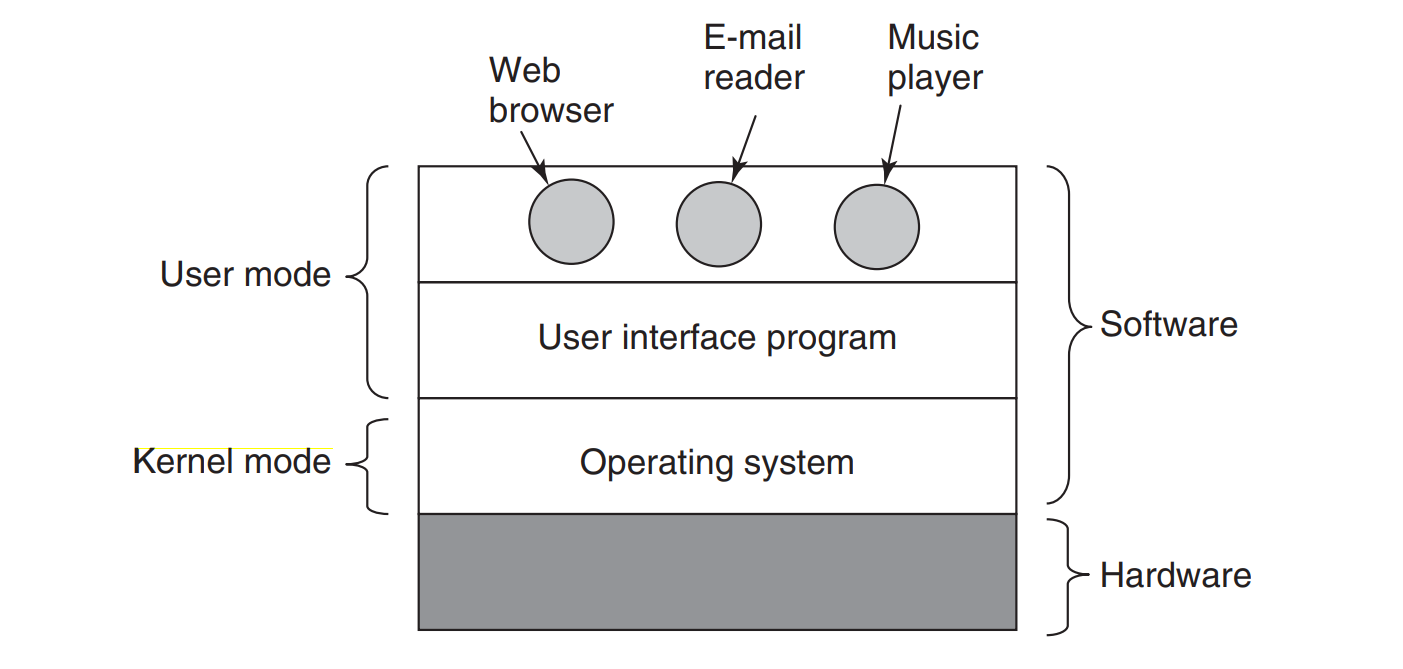 Web
browser
E-mail
reader
Music
player
User mode
User interface program
Software
Kernel mode
Operating system
Hardware